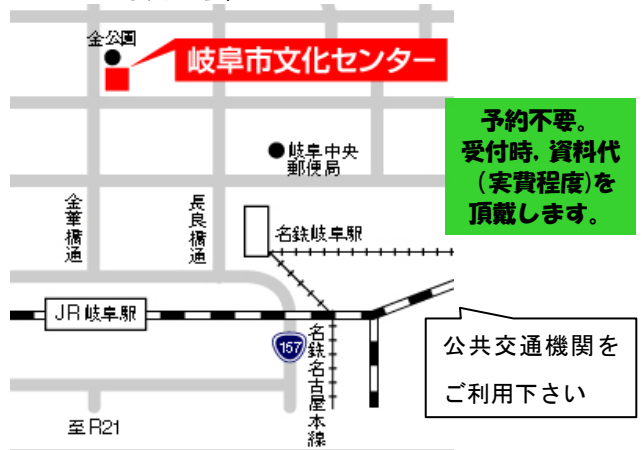 金公園
岐阜市文化センター
予約不要。
受付時、資料代
(実費程度)を
頂戴します。
●岐阜中央
郵便局
金華橋通
長良橋通
名鉄岐阜駅
JR岐阜駅
157
名鉄名古屋本線
公共交通機関を
ご利用下さい
至R21